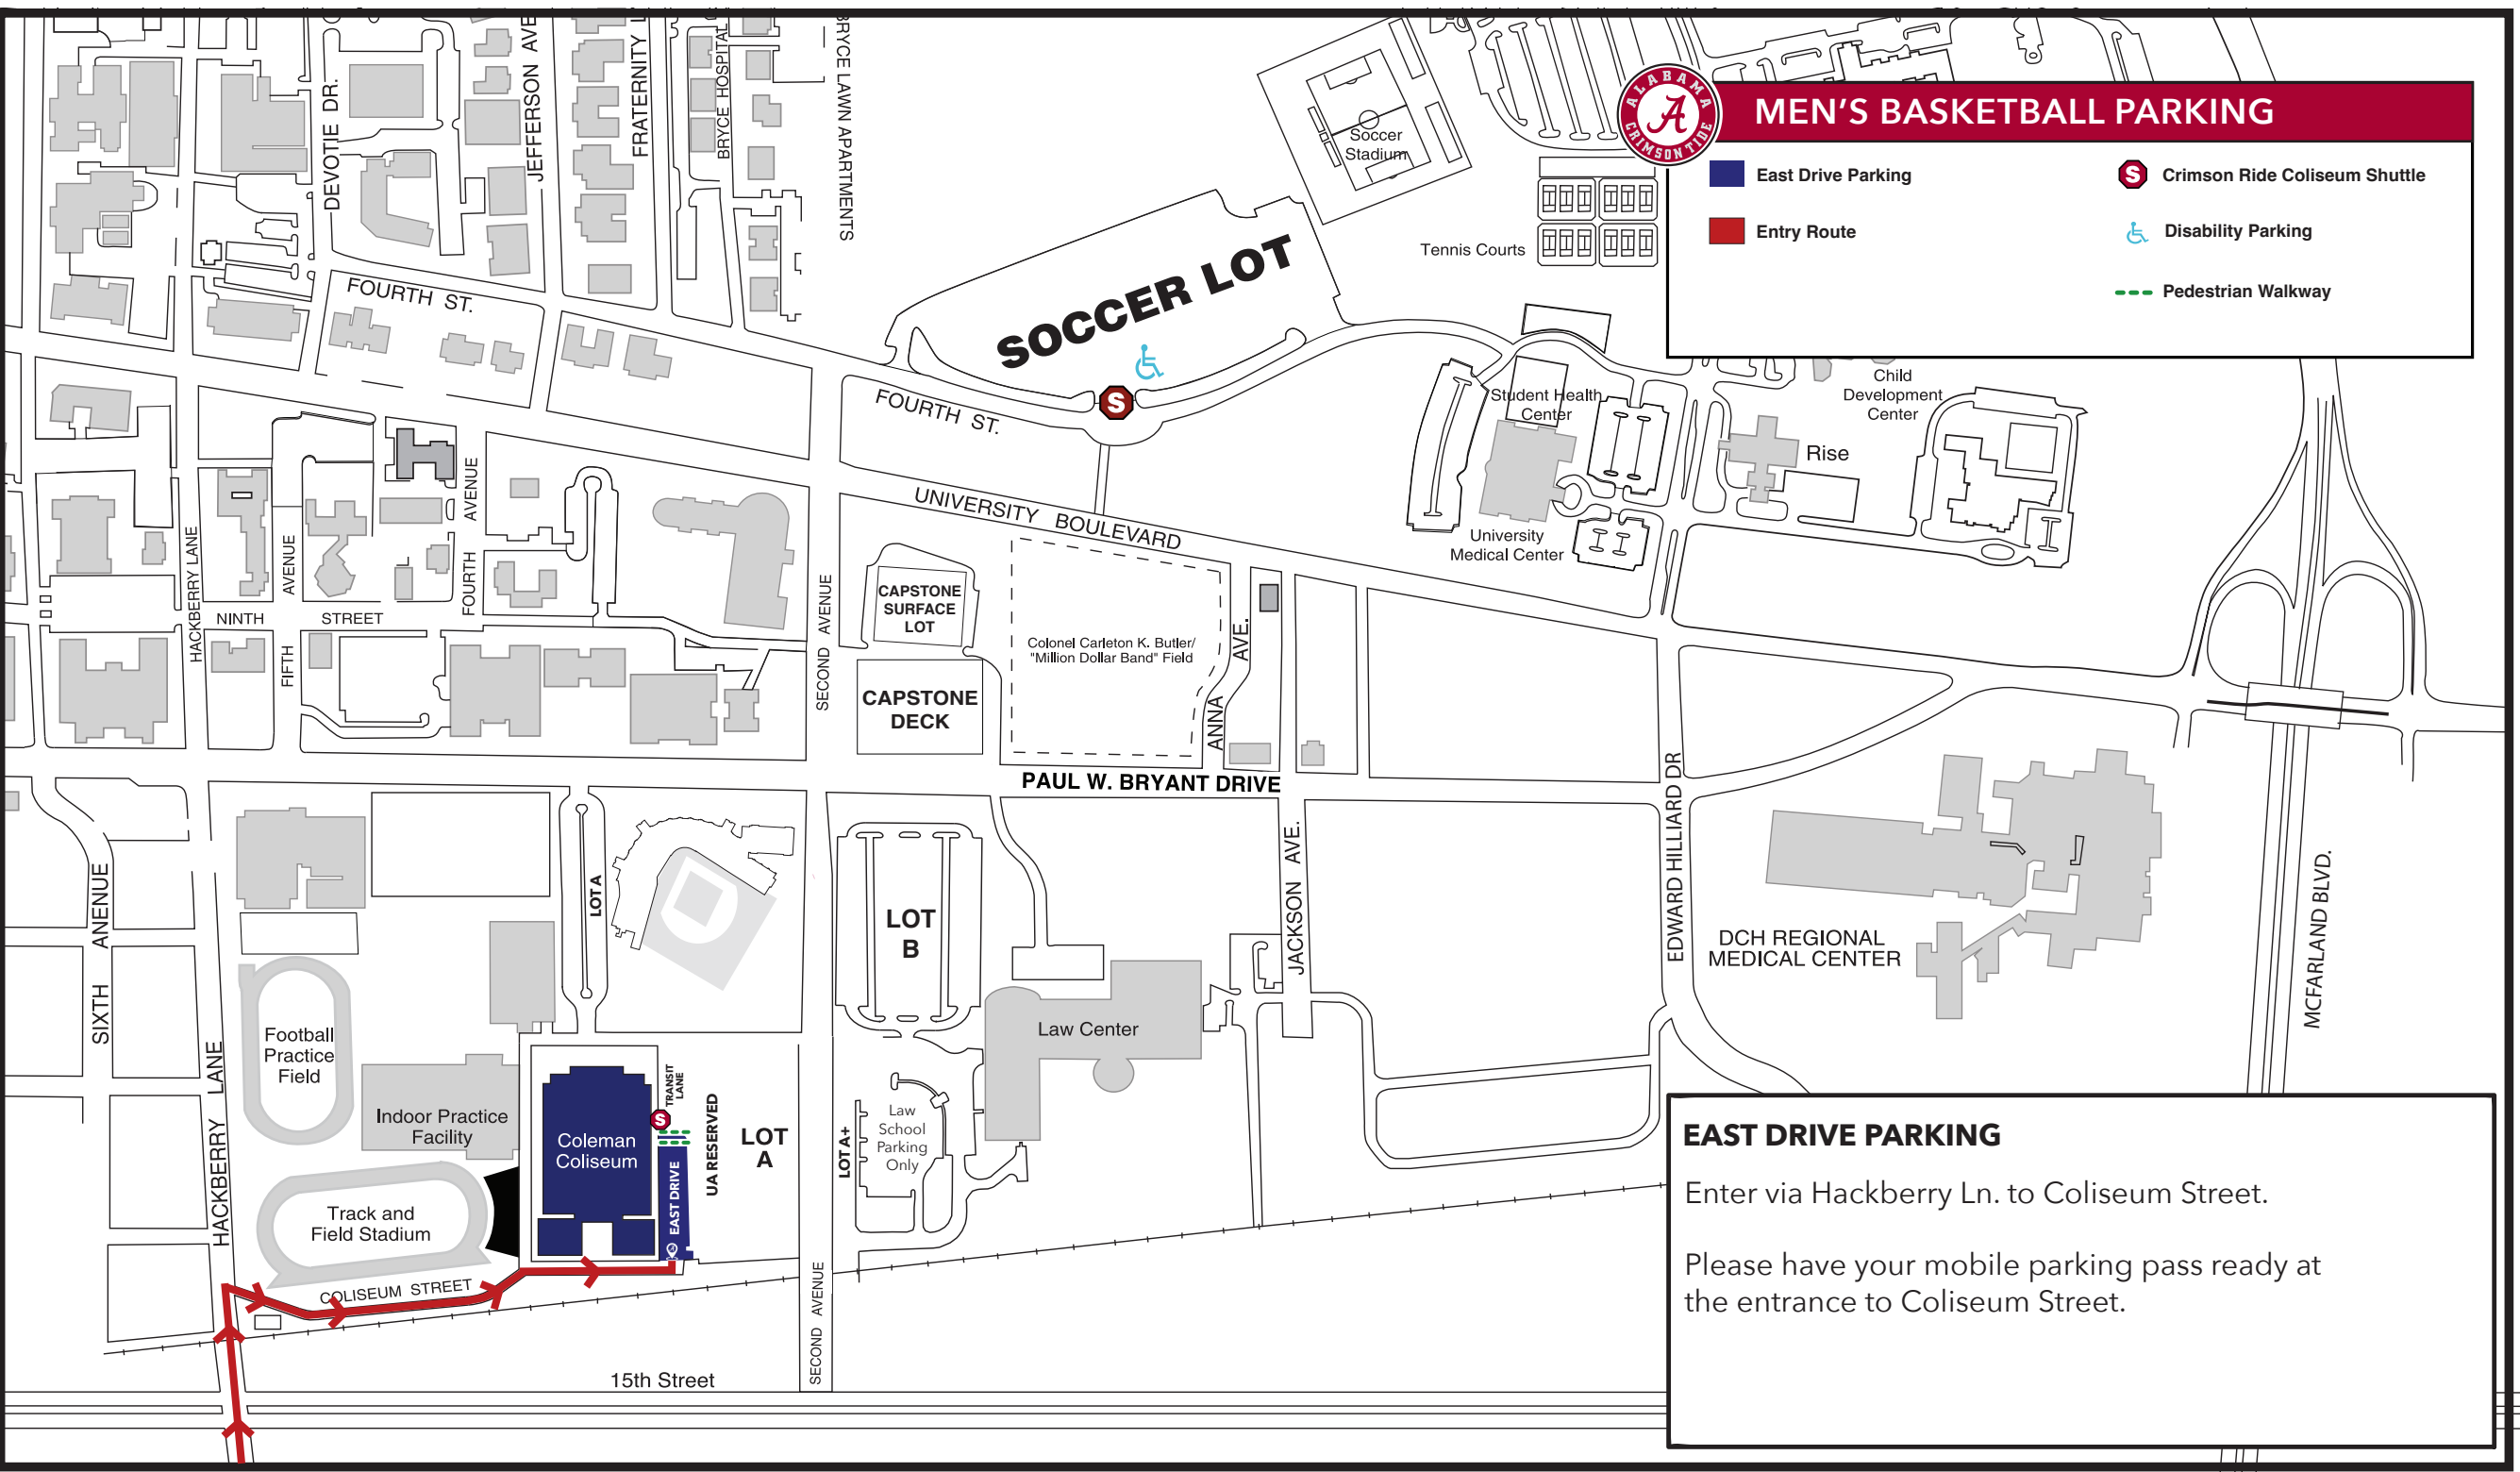 DEVOTIE DR.
JEFFERSON AVE
FRATERNITY
BRYCE HOSPITAL
BRYCE LAWN APARTMENTS
Soccer
Stadium
ALABAMA
A
CRIMSON TIDE
MEN'S BASKETBALL PARKING
East Drive Parking
S
Crimson Ride Coliseum Shuttle
Entry Route
Disability Parking
Pedestrian Walkway
Tennis Courts
FOURTH ST.
SOCCER LOT
S
FOURTH ST.
Student Health
Center
Child
Development
Center
Rise
UNIVERSITY BOULEVARD
University
Medical Center
HACKBERRY LANE
FIFTH AVENUE
FOURTH AVENUE
NINTH STREET
SECOND AVENUE
CAPSTONE
SURFACE
LOT
CAPSTONE
DECK
Colonel Carleton K. Butler/
"Million Dollar Band" Field
ANNA AVE.
PAUL W. BRYANT DRIVE
EDWARD HILLIARD DR
JACKSON AVE.
MCFARLAND BLVD.
DCH REGIONAL
MEDICAL CENTER
SIXTH ANENUE
HACKBERRY LANE
LOT A
LOT
B
Law Center
Football
Practice
Field
Indoor Practice
Facility
Coleman
Coliseum
TRANSIT
LANE
S
EAST DRIVE
UA RESERVED
LOT
A
LOT A+
Law
School
Parking
Only
Track and
Field Stadium
COLISEUM STREET
SECOND AVENUE
15th Street
EAST DRIVE PARKING
Enter via Hackberry Ln. to Coliseum Street.
Please have your mobile parking pass ready at
the entrance to Coliseum Street.